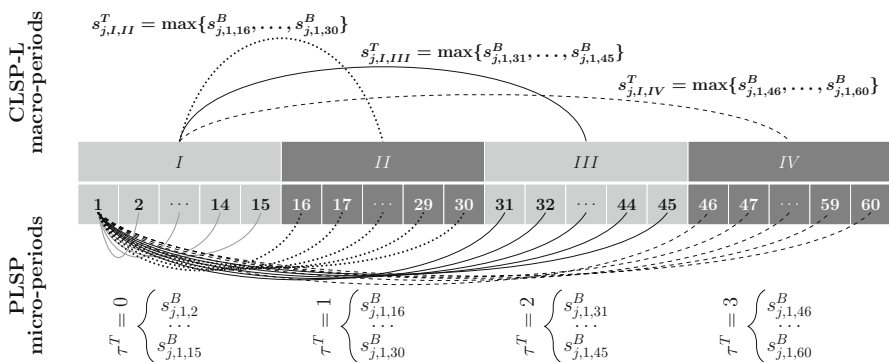 CLSP-L
macro-periods
s^T_{j,I,II} = max{s^B_{j,1,16}, ..., s^B_{j,1,30}}
s^T_{j,I,III} = max{s^B_{j,1,31}, ..., s^B_{j,1,45}}
s^T_{j,I,IV} = max{s^B_{j,1,46}, ..., s^B_{j,1,60}}
I II III IV
1 2 ··· 14 15 16 17 ··· 29 30 31 32 ··· 44 45 46 47 ··· 59 60
PLSP
micro-periods
τ^T = 0 { s^B_{j,1,2} ... s^B_{j,1,15}
τ^T = 1 { s^B_{j,1,16} ... s^B_{j,1,30}
τ^T = 2 { s^B_{j,1,31} ... s^B_{j,1,45}
τ^T = 3 { s^B_{j,1,46} ... s^B_{j,1,60}